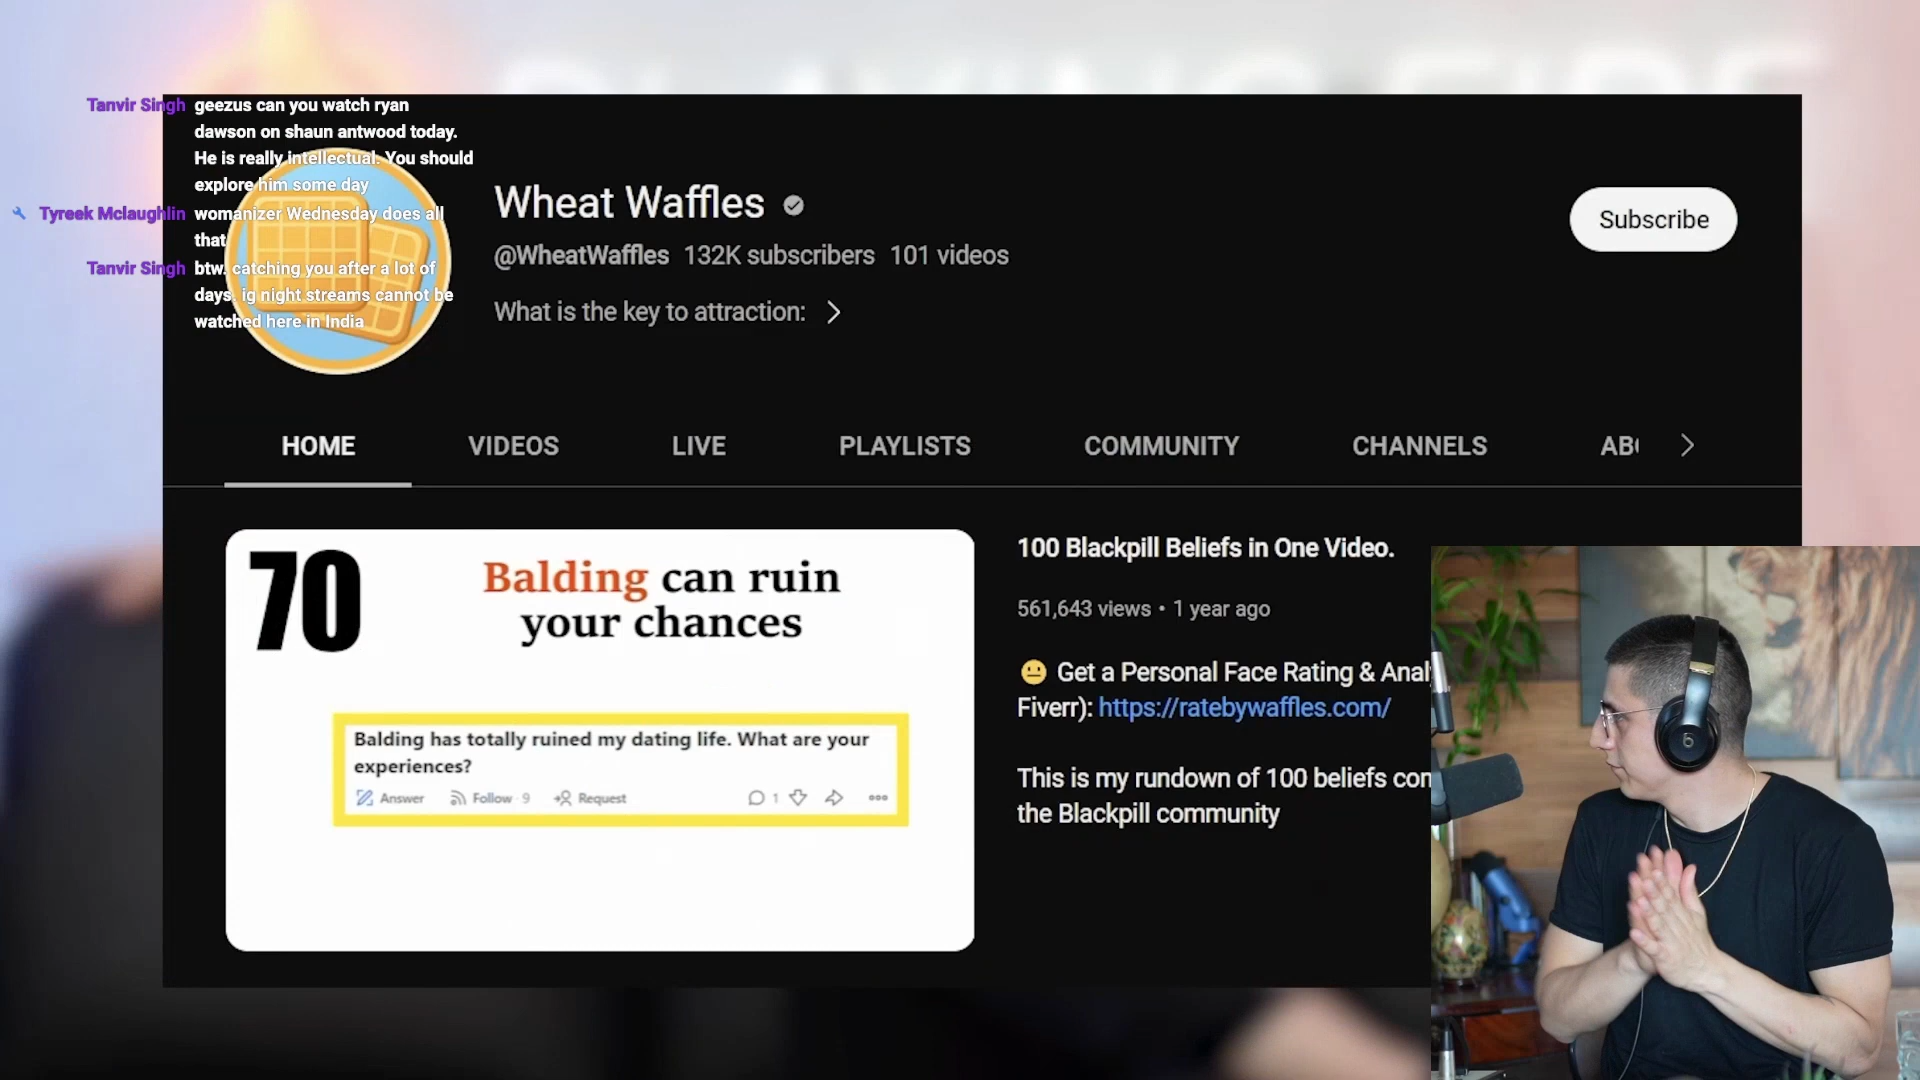 Tanvir Singh geezus can you watch ryan
dawson on shaun antwood today.
He is really intellectual. You should
explore him some day
Tyreek Mclaughlin womanizer Wednesday does all
that
Tanvir Singh btw. catching you after a lot of
days. ig night streams cannot be
watched here in India
Wheat Waffles
@WheatWaffles 132K subscribers 101 videos
What is the key to attraction:
Subscribe
HOME VIDEOS LIVE PLAYLISTS COMMUNITY CHANNELS
70
Balding can ruin
your chances
Balding has totally ruined my dating life. What are your
experiences?
Answer Follow · 9 Request 1
100 Blackpill Beliefs in One Video.
561,643 views • 1 year ago
Get a Personal Face Rating &
Fiverr): https://ratebywaffles.com/
This is my rundown of 100 beliefs
the Blackpill community